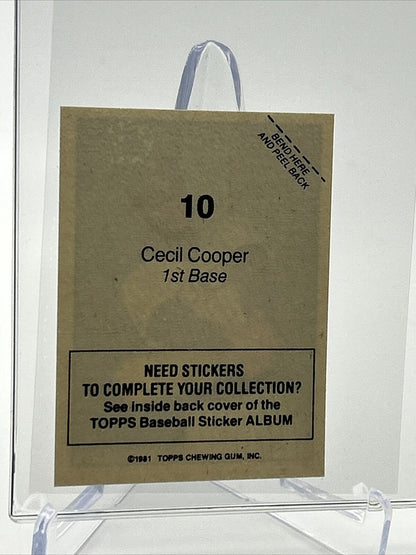 BEND HERE
AND PEEL BACK
10
Cecil Cooper
1st Base
NEED STICKERS
TO COMPLETE YOUR COLLECTION?
See inside back cover of the
TOPPS Baseball Sticker ALBUM
©1981 TOPPS CHEWING GUM, INC.